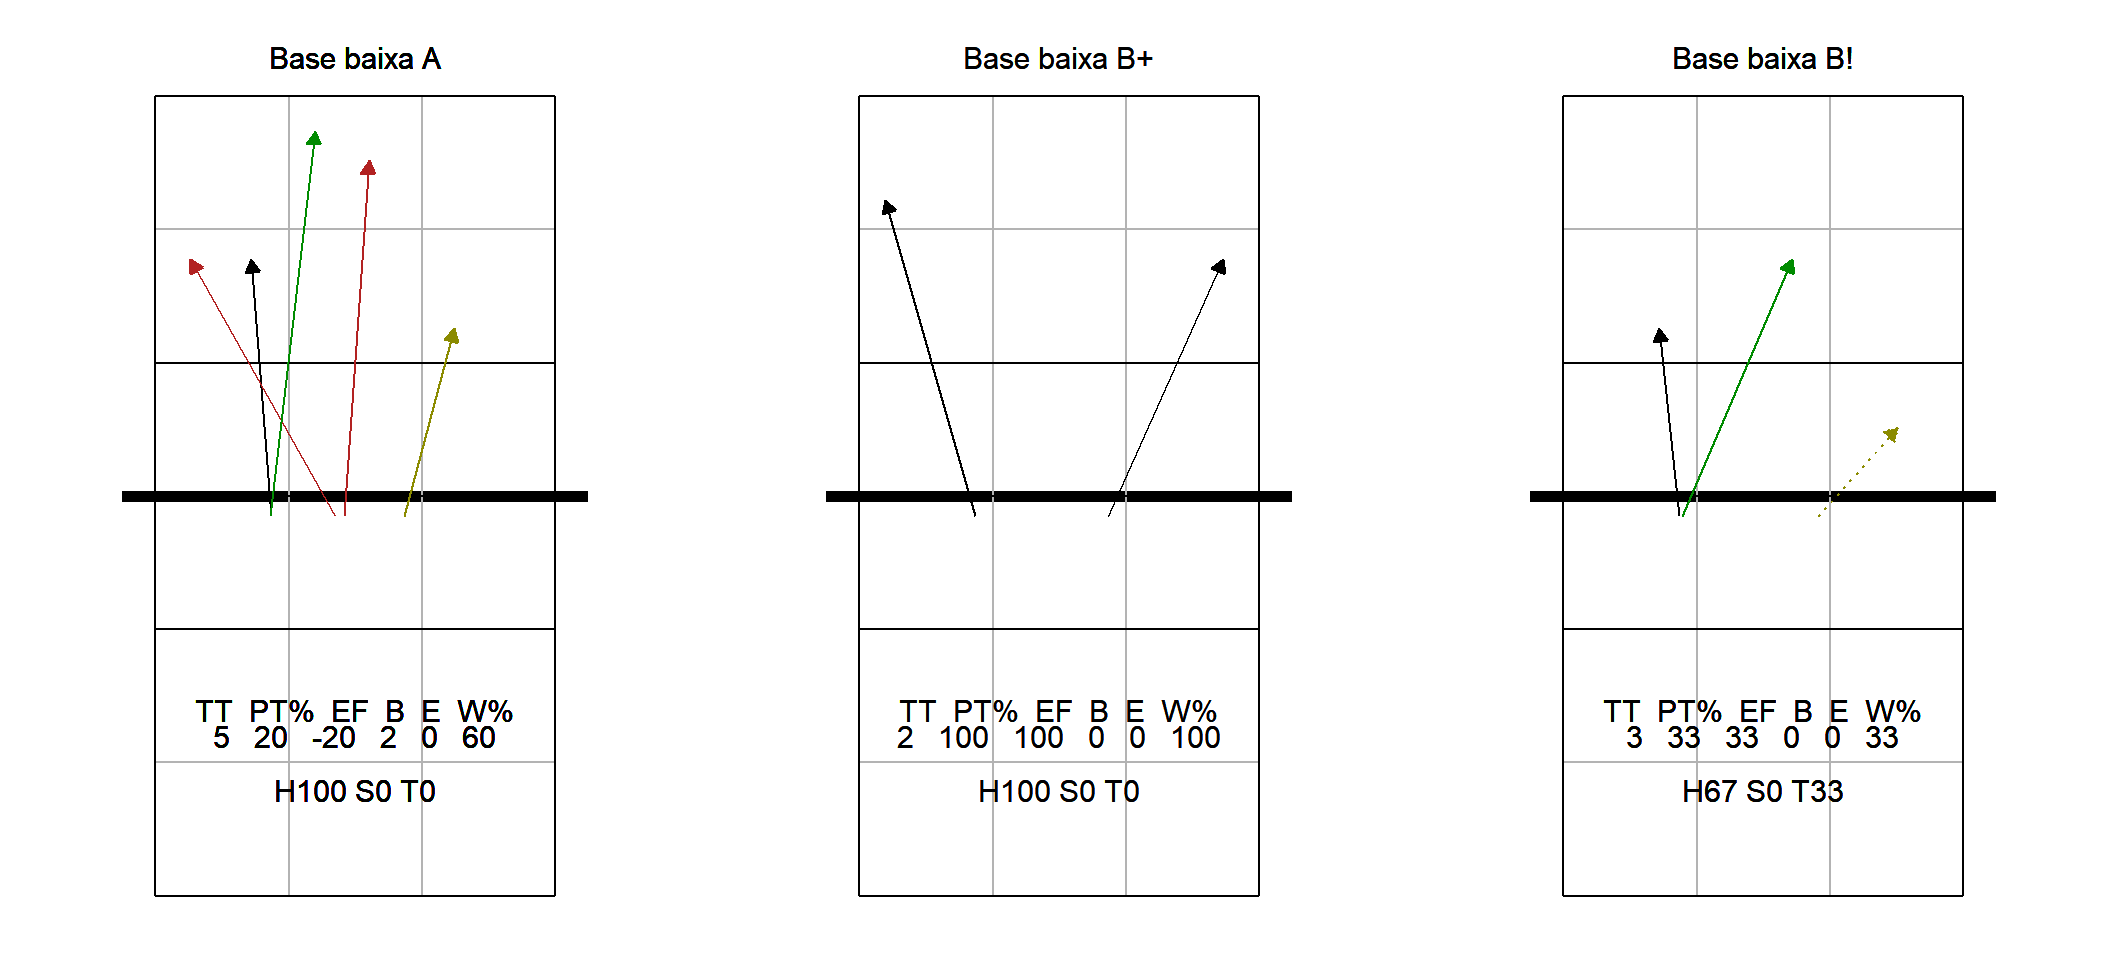 Base baixa A
TT PT% EF B E W%
5 20 -20 2 0 60
H100 S0 T0
Base baixa B+
TT PT% EF B E W%
2 100 100 0 0 100
H100 S0 T0
Base baixa B!
TT PT% EF B E W%
3 33 33 0 0 33
H67 S0 T33